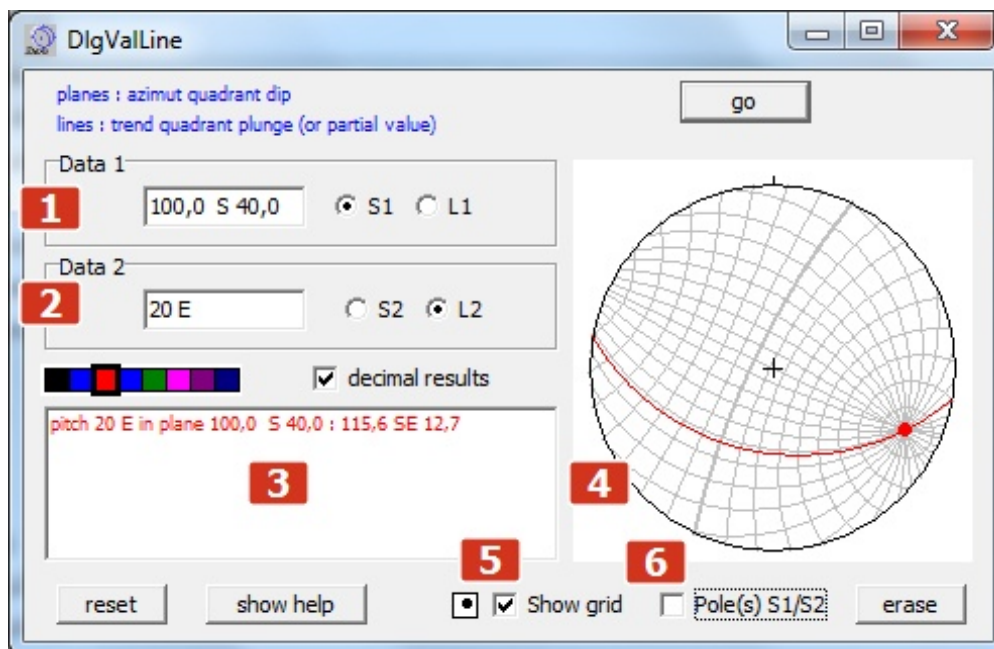 DlgValLine
planes : azimut quadrant dip
lines : trend quadrant plunge (or partial value)
go
Data 1
1
100,0 S 40,0
S1
L1
Data 2
2
20 E
S2
L2
decimal results
pitch 20 E in plane 100,0 S 40,0 : 115,6 SE 12,7
3
4
5
6
reset
show help
Show grid
Pole(s) S1/S2
erase